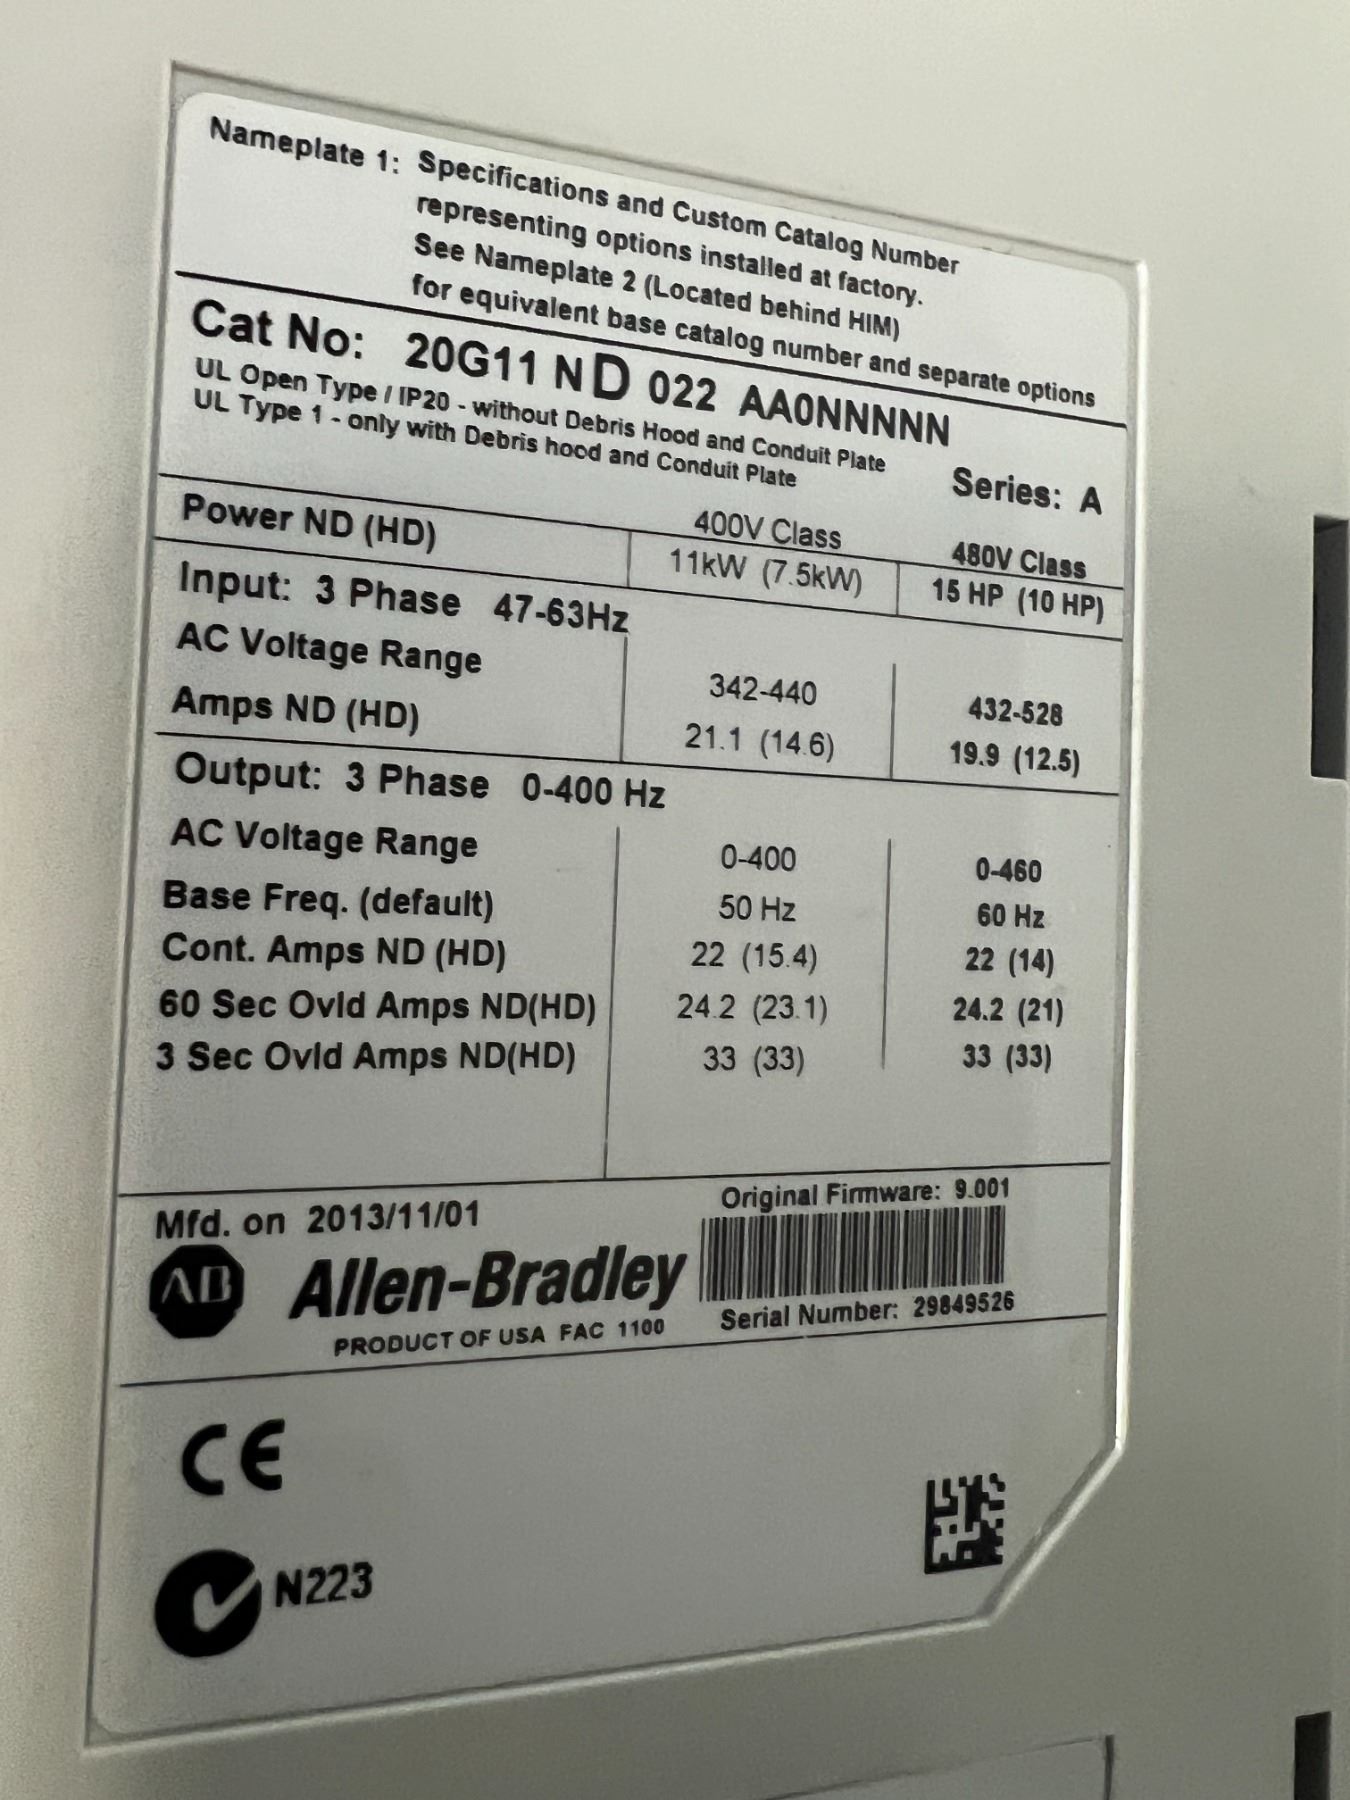 Nameplate 1: Specifications and Custom Catalog Number
representing options installed at factory.
See Nameplate 2 (Located behind HIM)
for equivalent base catalog number and separate options
Cat No: 20G11 N D 022 AA0NNNNN
UL Open Type / IP20 - without Debris Hood and Conduit Plate
UL Type 1 - only with Debris hood and Conduit Plate
Series: A
400V Class 480V Class
Power ND (HD) 11kW (7.5kW) 15 HP (10 HP)
Input: 3 Phase 47-63Hz
AC Voltage Range 342-440 432-528
Amps ND (HD) 21.1 (14.6) 19.9 (12.5)
Output: 3 Phase 0-400 Hz
AC Voltage Range 0-400 0-460
Base Freq. (default) 50 Hz 60 Hz
Cont. Amps ND (HD) 22 (15.4) 22 (14)
60 Sec Ovld Amps ND(HD) 24.2 (23.1) 24.2 (21)
3 Sec Ovld Amps ND(HD) 33 (33) 33 (33)
Mfd. on 2013/11/01 Original Firmware: 9.001
AB Allen-Bradley
PRODUCT OF USA FAC 1100 Serial Number: 29849526
CE
N223